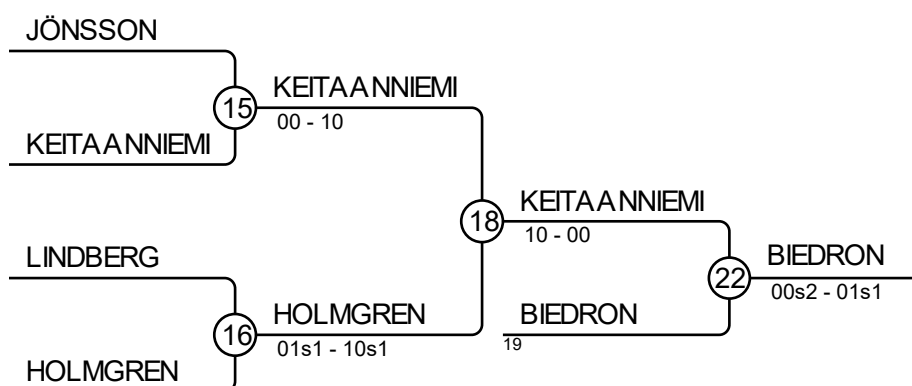 JÖNSSON
15
KEITAANNIEMI
00 - 10
KEITAANNIEMI
18
KEITAANNIEMI
10 - 00
LINDBERG
22
BIEDRON
00s2 - 01s1
16
HOLMGREN
01s1 - 10s1
BIEDRON
19
HOLMGREN